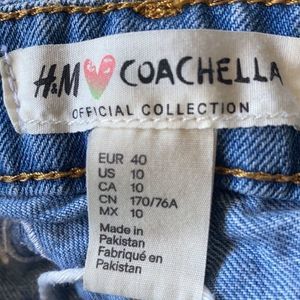 H&M COACHELLA
OFFICIAL COLLECTION
EUR 40
US 10
CA 10
CN 170/76A
MX 10
Made in
Pakistan
Fabriqué en
Pakistan